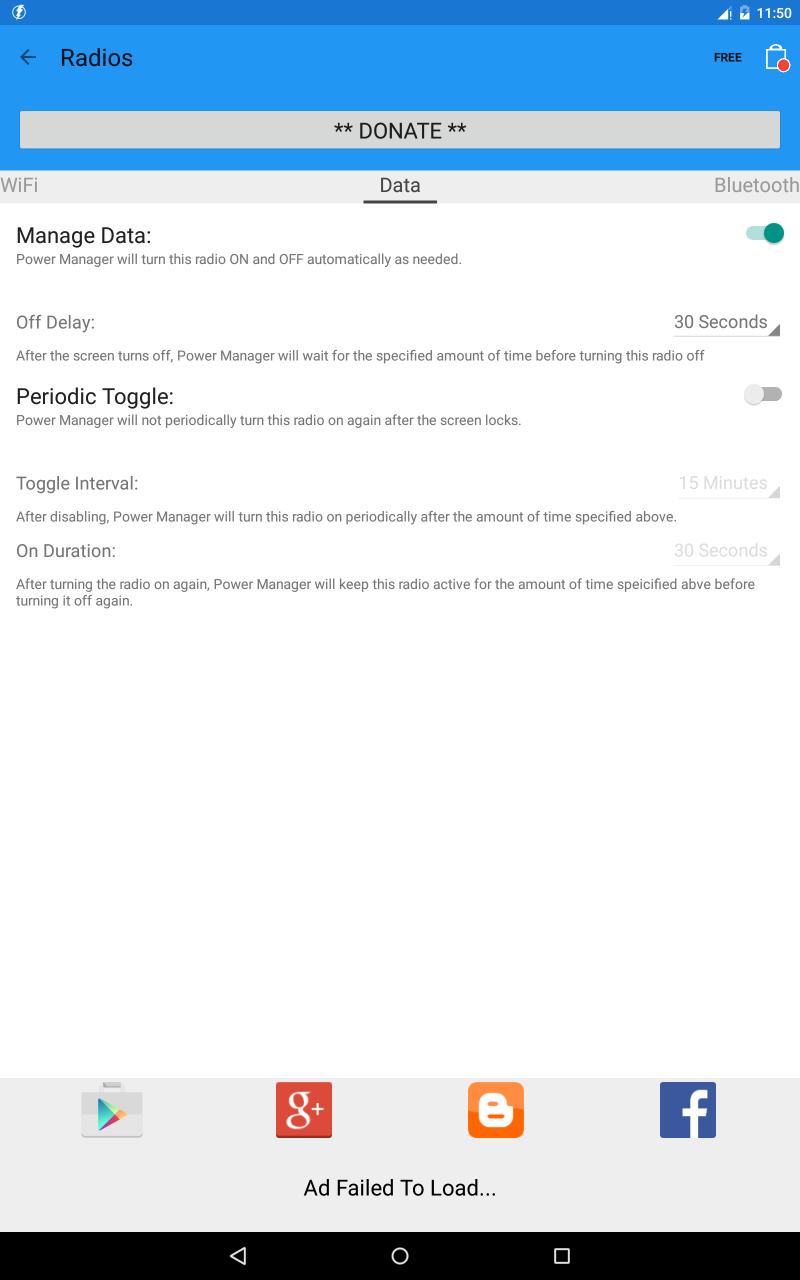 11:50
Radios
FREE
** DONATE **
WiFi
Data
Bluetooth
Manage Data:
Power Manager will turn this radio ON and OFF automatically as needed.
Off Delay:
30 Seconds
After the screen turns off, Power Manager will wait for the specified amount of time before turning this radio off
Periodic Toggle:
Power Manager will not periodically turn this radio on again after the screen locks.
Toggle Interval:
15 Minutes
After disabling, Power Manager will turn this radio on periodically after the amount of time specified above.
On Duration:
30 Seconds
After turning the radio on again, Power Manager will keep this radio active for the amount of time speicified abve before
turning it off again.
g+
f
Ad Failed To Load...